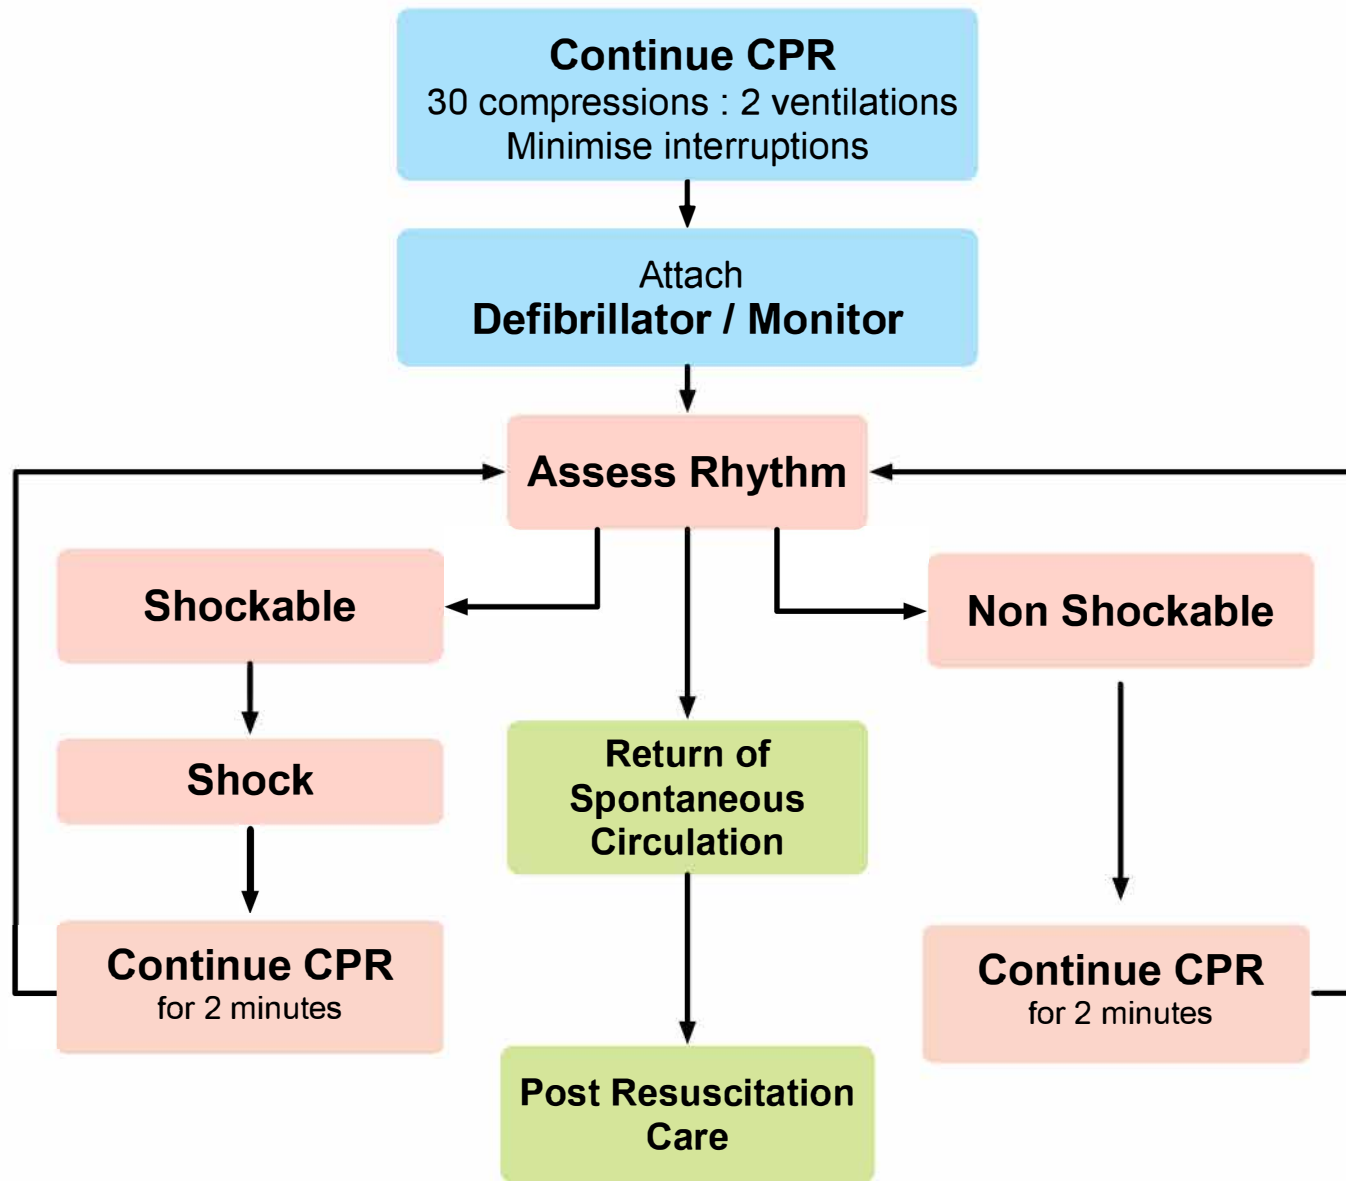 Continue CPR
30 compressions : 2 ventilations
Minimise interruptions
Attach
Defibrillator / Monitor
Assess Rhythm
Shockable
Non Shockable
Shock
Return of
Spontaneous
Circulation
Continue CPR
for 2 minutes
Continue CPR
for 2 minutes
Post Resuscitation
Care